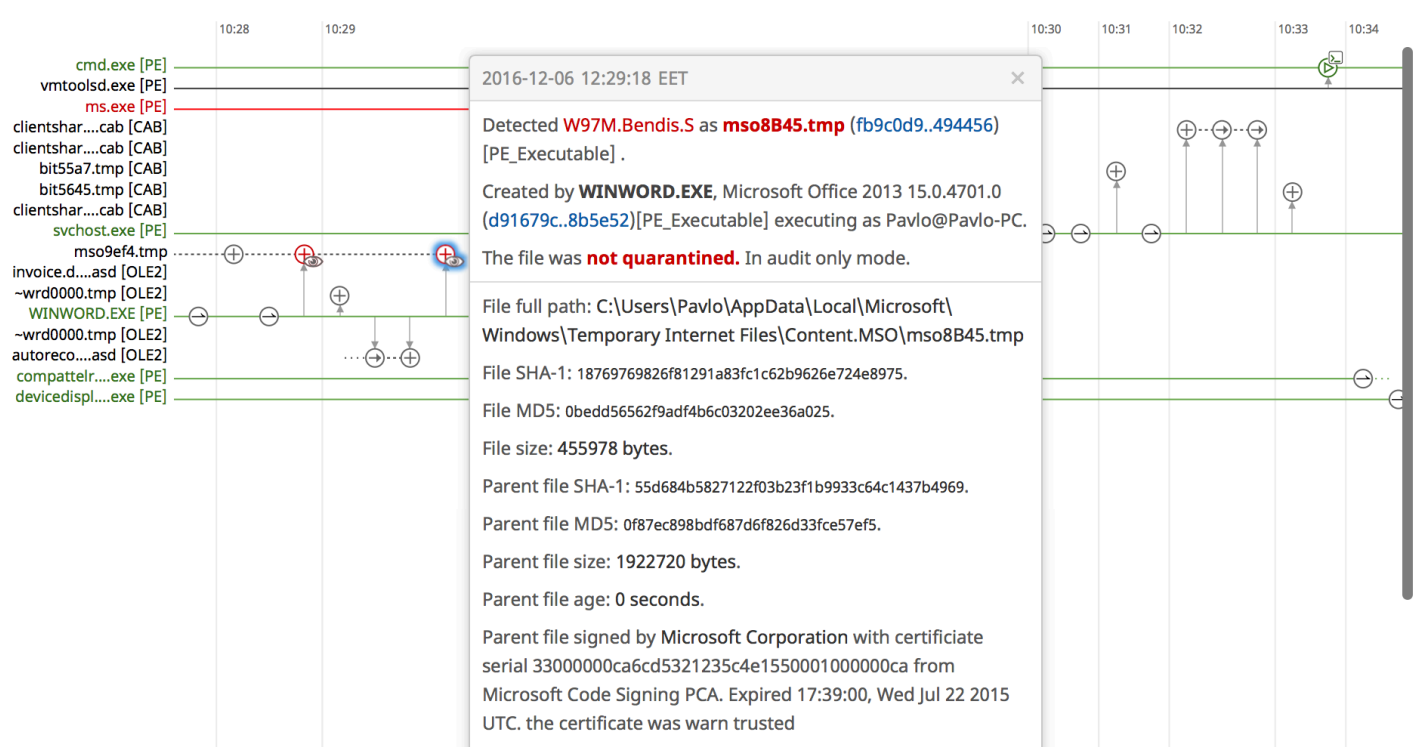 10:28
10:29
10:30
10:31
10:32
10:33
10:34
cmd.exe [PE]
vmtoolsd.exe [PE]
ms.exe [PE]
clientshar....cab [CAB]
clientshar....cab [CAB]
bit55a7.tmp [CAB]
bit5645.tmp [CAB]
clientshar....cab [CAB]
svchost.exe [PE]
mso9ef4.tmp
invoice.d....asd [OLE2]
~wrd0000.tmp [OLE2]
WINWORD.EXE [PE]
~wrd0000.tmp [OLE2]
autoreco....asd [OLE2]
compattelr....exe [PE]
devicedispl....exe [PE]
2016-12-06 12:29:18 EET
Detected W97M.Bendis.S as mso8B45.tmp (fb9c0d9..494456)
[PE_Executable] .
Created by WINWORD.EXE, Microsoft Office 2013 15.0.4701.0
(d91679c..8b5e52)[PE_Executable] executing as Pavlo@Pavlo-PC.
The file was not quarantined. In audit only mode.
File full path: C:\Users\Pavlo\AppData\Local\Microsoft\
Windows\Temporary Internet Files\Content.MSO\mso8B45.tmp
File SHA-1: 18769769826f81291a83fc1c62b9626e724e8975.
File MD5: 0bedd56562f9adf4b6c03202ee36a025.
File size: 455978 bytes.
Parent file SHA-1: 55d684b5827122f03b23f1b9933c64c1437b4969.
Parent file MD5: 0f87ec898bdf687d6f826d33fce57ef5.
Parent file size: 1922720 bytes.
Parent file age: 0 seconds.
Parent file signed by Microsoft Corporation with certificiate
serial 33000000ca6cd5321235c4e1550001000000ca from
Microsoft Code Signing PCA. Expired 17:39:00, Wed Jul 22 2015
UTC. the certificate was warn trusted